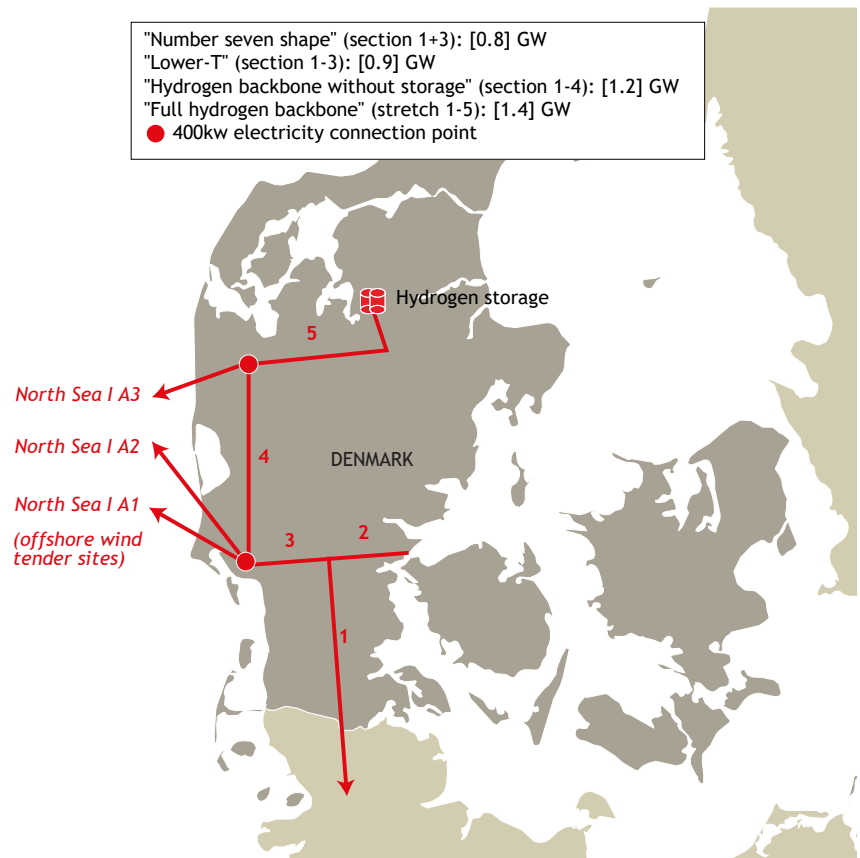 "Number seven shape" (section 1+3): [0.8] GW
"Lower-T" (section 1-3): [0.9] GW
"Hydrogen backbone without storage" (section 1-4): [1.2] GW
"Full hydrogen backbone" (stretch 1-5): [1.4] GW
400kw electricity connection point
Hydrogen storage
5
North Sea I A3
North Sea I A2
4
DENMARK
North Sea I A1
(offshore wind
tender sites)
3
2
1